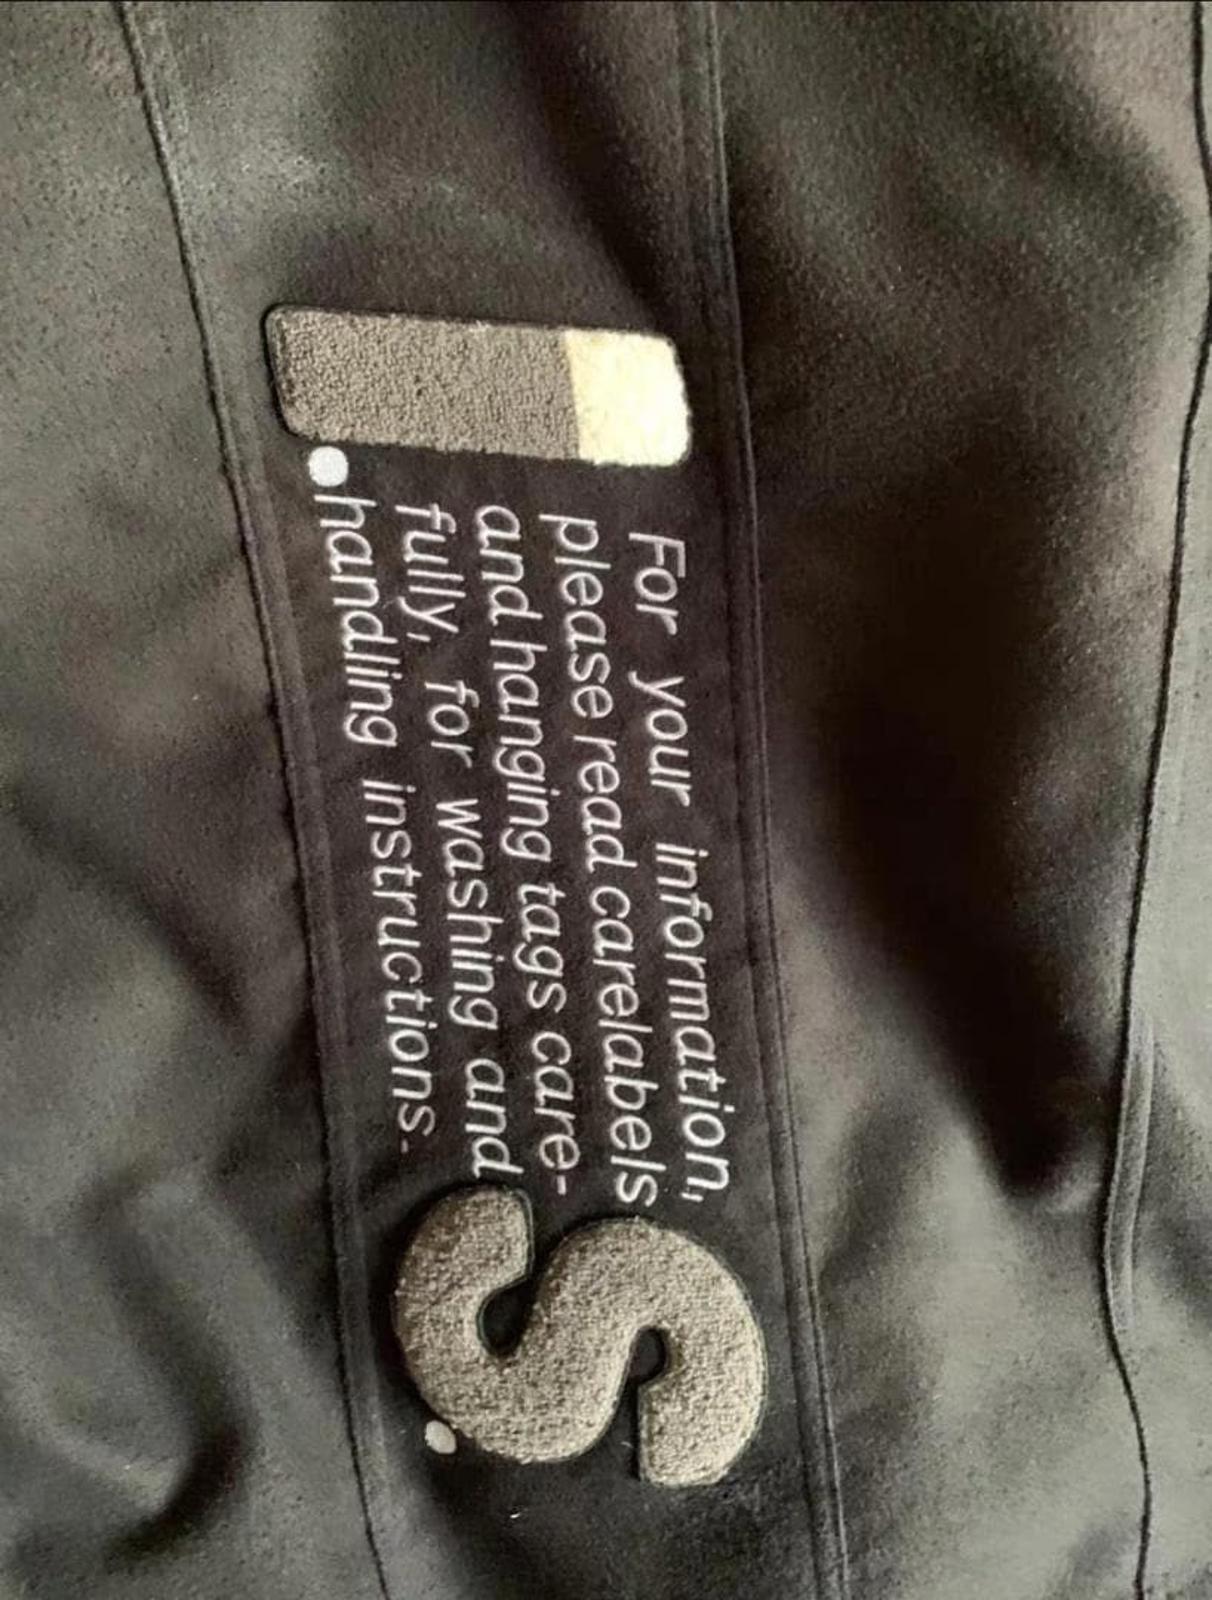 i.
For your information,
please read carelabels
and hanging tags care-
fully, for washing and
handling instructions.
S.